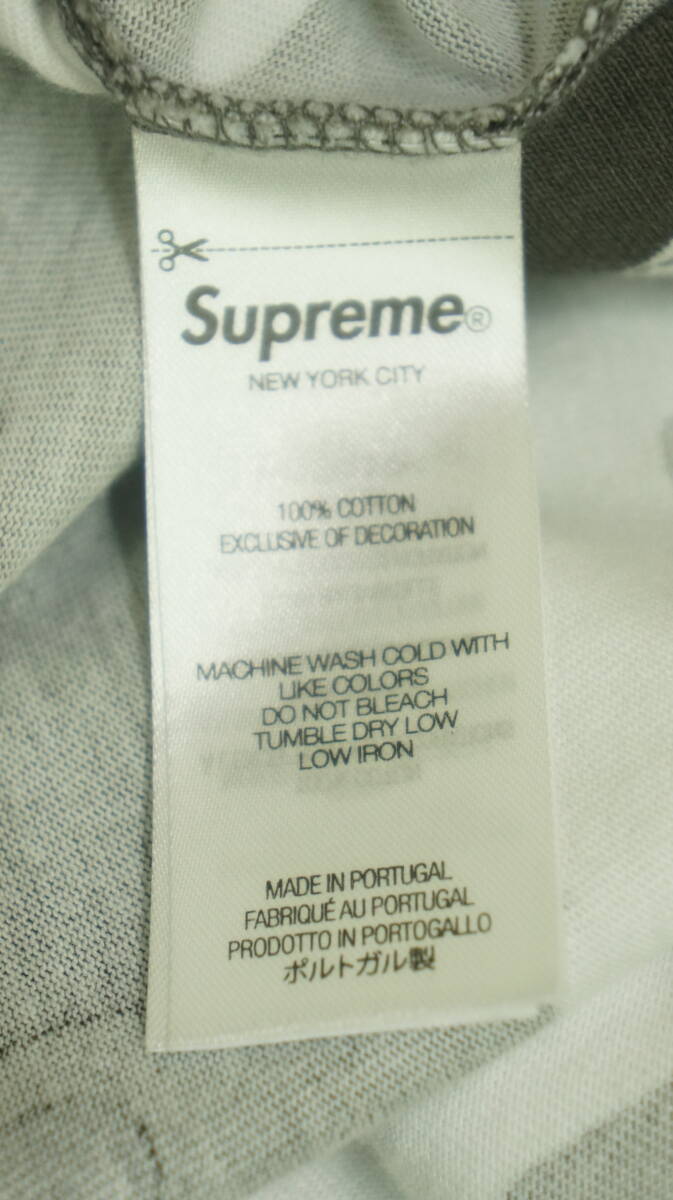 Supreme®
NEW YORK CITY
100% COTTON
EXCLUSIVE OF DECORATION
MACHINE WASH COLD WITH
LIKE COLORS
DO NOT BLEACH
TUMBLE DRY LOW
LOW IRON
MADE IN PORTUGAL
FABRIQUÉ AU PORTUGAL
PRODOTTO IN PORTOGALLO
ポルトガル製